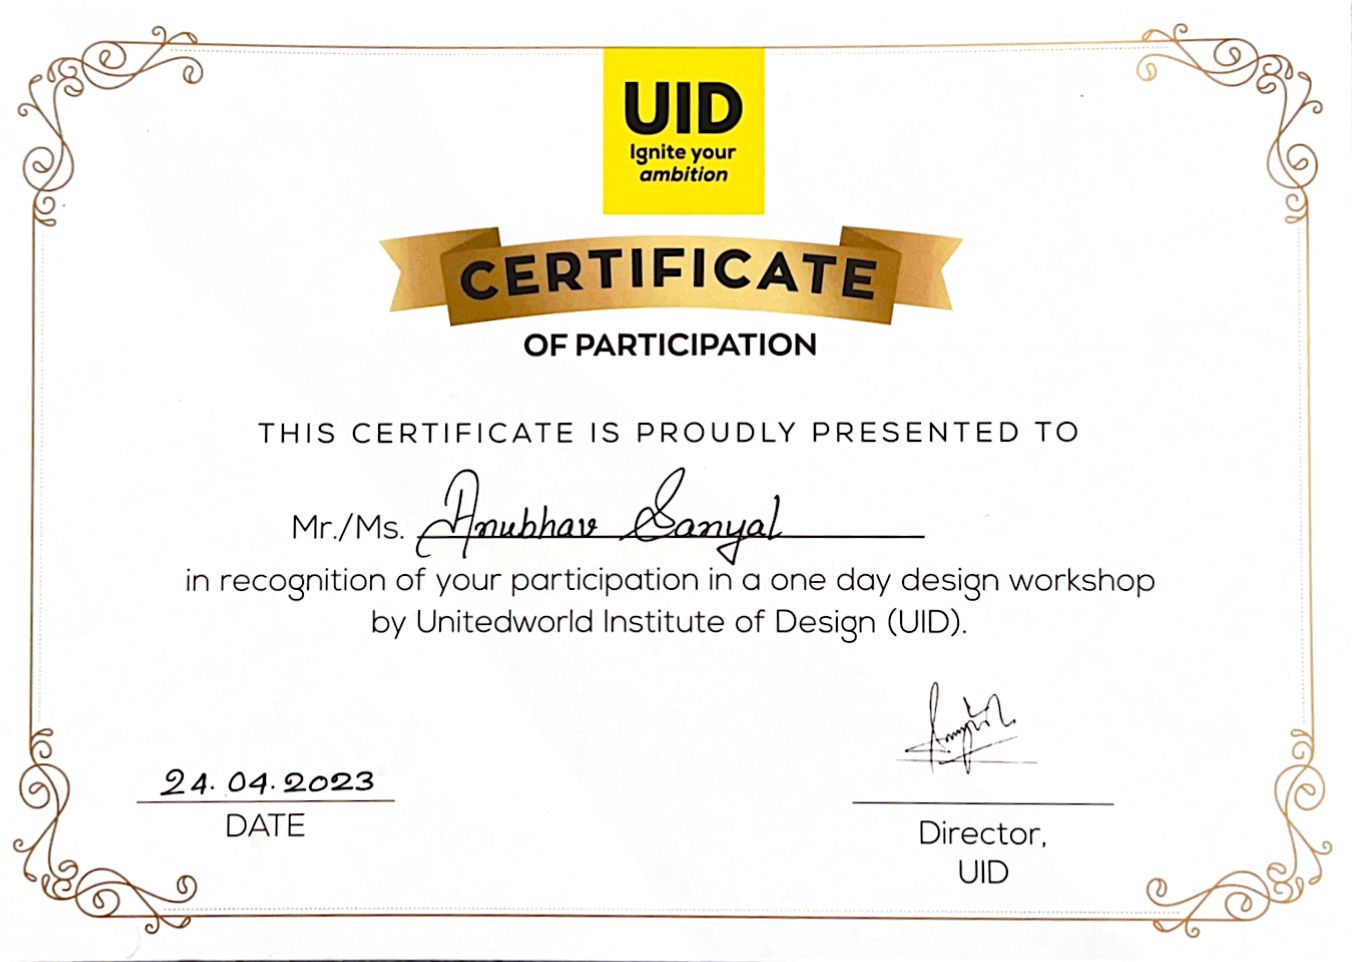 UID
Ignite your
ambition
CERTIFICATE
OF PARTICIPATION
THIS CERTIFICATE IS PROUDLY PRESENTED TO
Mr./Ms. Anubhav Sanyal
in recognition of your participation in a one day design workshop
by Unitedworld Institute of Design (UID).
24.04.2023
DATE
Director,
UID